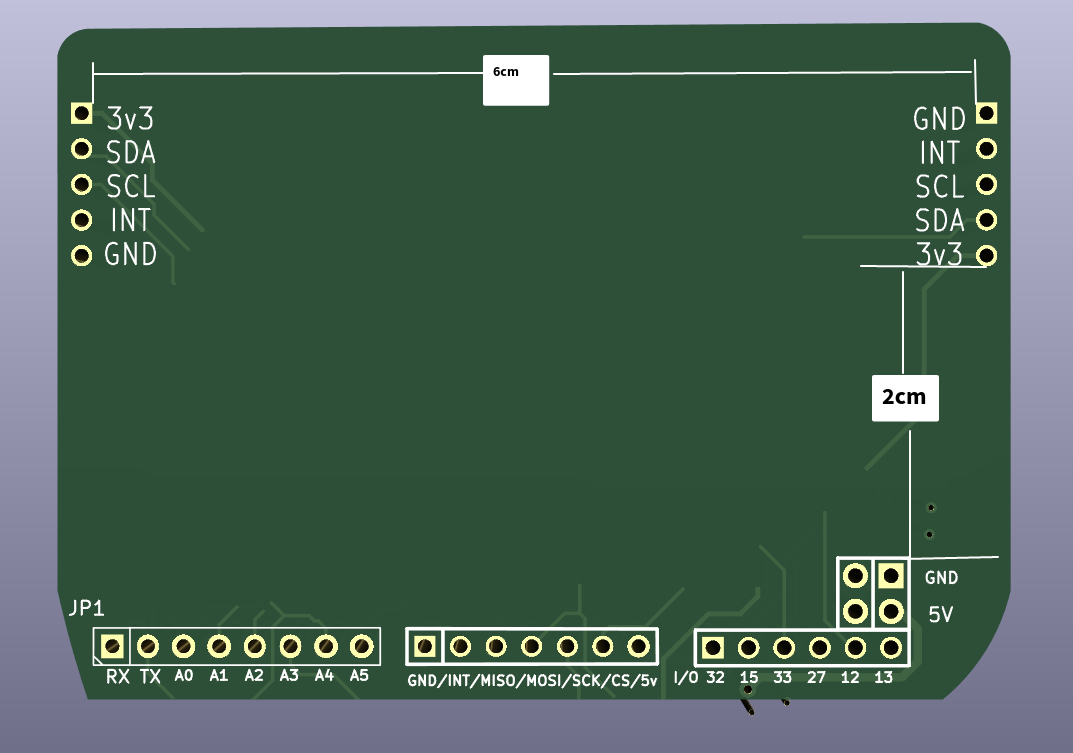 6cm
3v3
SDA
SCL
INT
GND
GND
INT
SCL
SDA
3v3
2cm
GND
5V
JP1
RX TX A0 A1 A2 A3 A4 A5
GND/INT/MISO/MOSI/SCK/CS/5v
I/O 32 15 33 27 12 13